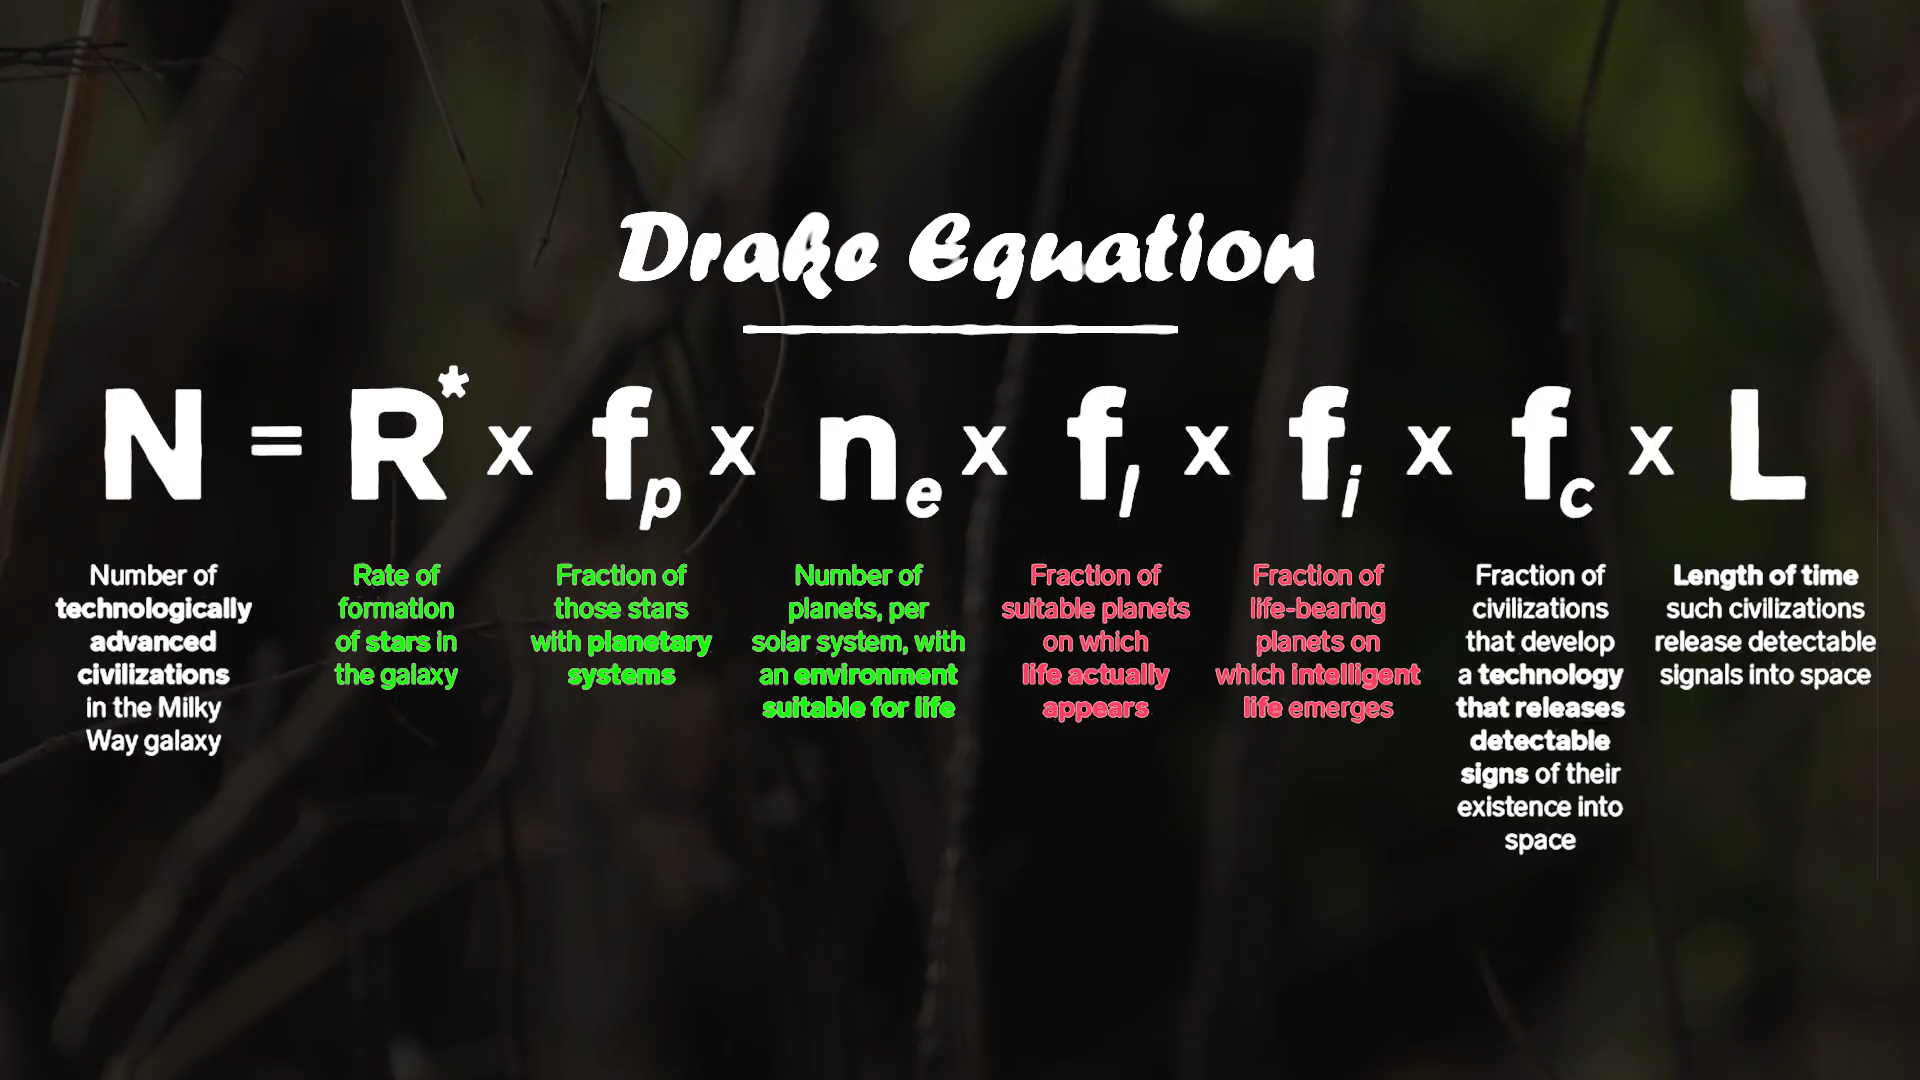 Drake Equation
N = R* x fp x ne x fl x fi x fc x L
Number of
technologically
advanced
civilizations
in the Milky
Way galaxy
Rate of
formation
of stars in
the galaxy
Fraction of
those stars
with planetary
systems
Number of
planets, per
solar system, with
an environment
suitable for life
Fraction of
suitable planets
on which
life actually
appears
Fraction of
life-bearing
planets on
which intelligent
life emerges
Fraction of
civilizations
that develop
a technology
that releases
detectable
signs of their
existence into
space
Length of time
such civilizations
release detectable
signals into space